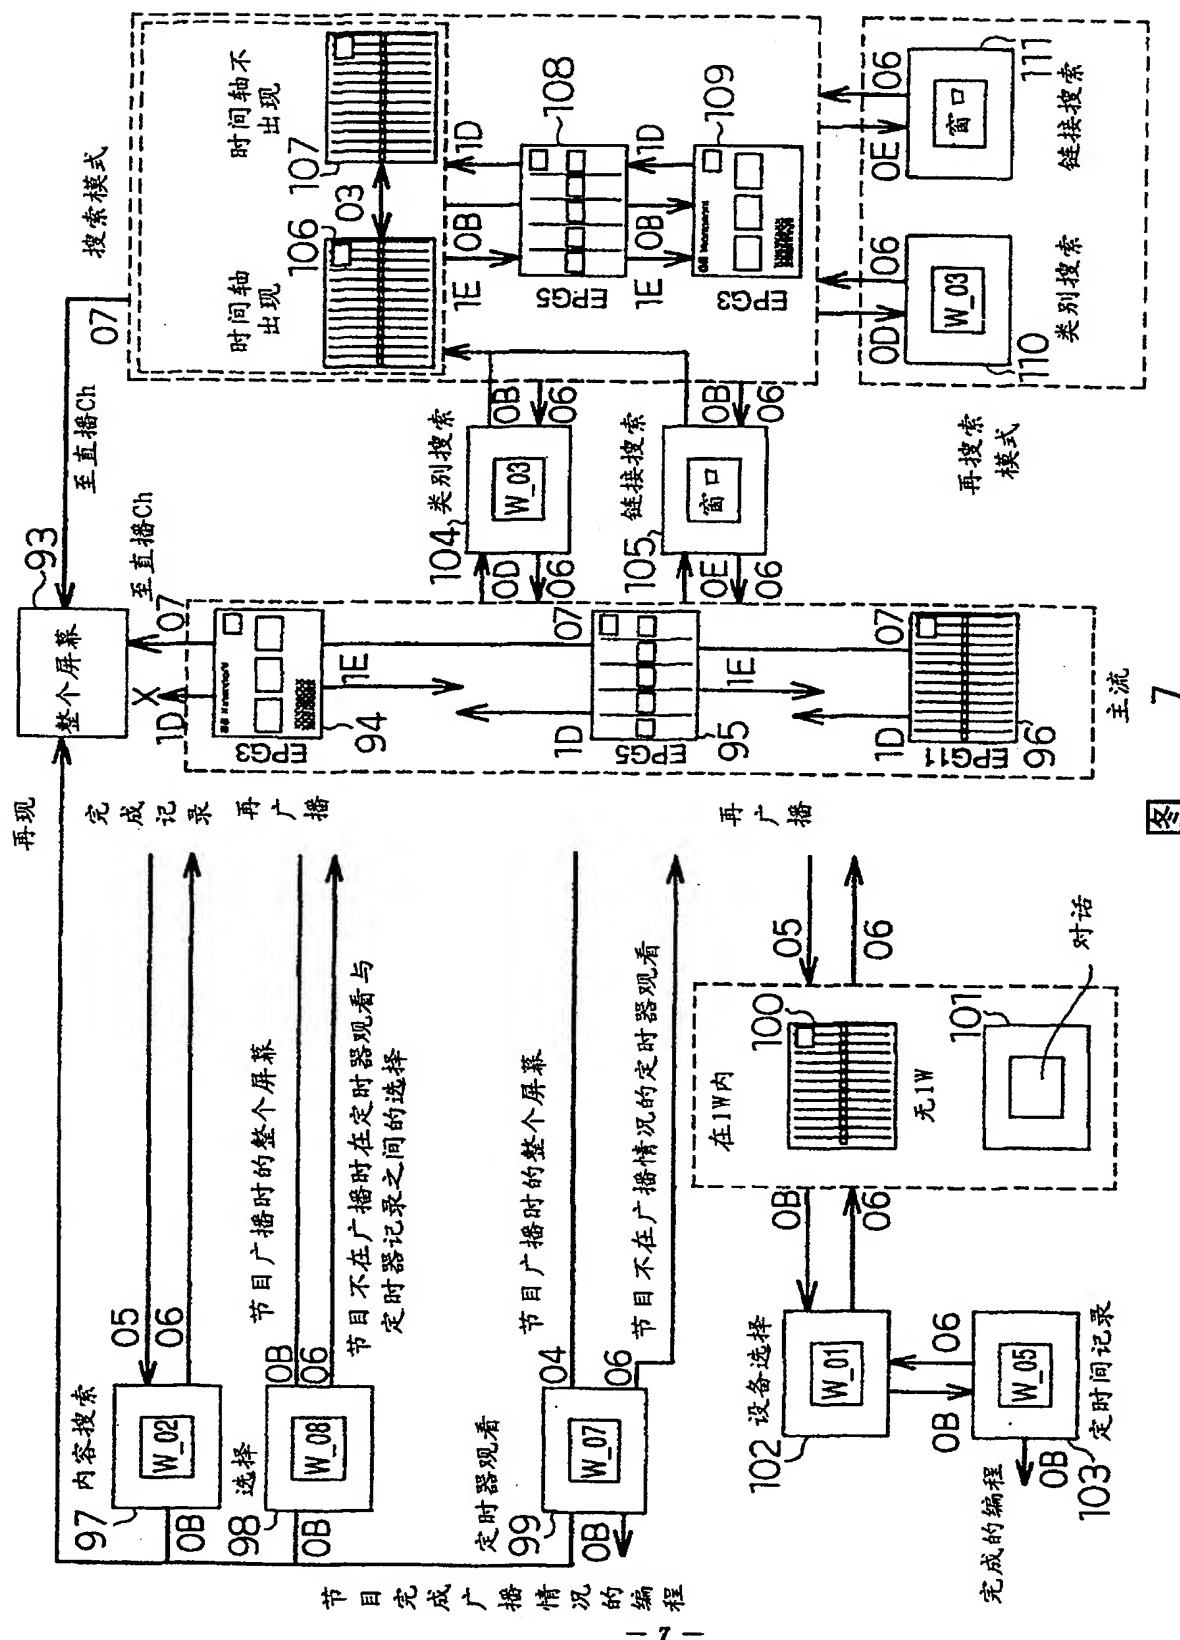 再现
整个屏幕
93
至直播Ch
07
搜索模式
时间轴出现
106
03
时间轴不出现
107
1E
0B
1D
EPG5
108
1E
0B
1D
EPG3
109
至直播Ch
1D
X
07
EPG3
94
1E
07
1D
EPG5
95
1E
07
1D
EPG11
96
主流
104
类别搜索
W_03
0D
06
0B
06
105
链接搜索
窗口
0E
06
0B
06
再搜索模式
0D
06
W_03
110
类别搜索
0E
06
窗口
111
链接搜索
97
内容搜索
W_02
0B
05
06
完成记录
98
选择
W_08
0B
0B
06
节目广播时的整个屏幕
节目不在广播时在定时器观看与
定时器记录之间的选择
再广播
99
定时器观看
W_07
0B
04
06
节目广播时的整个屏幕
节目不在广播情况的定时器观看
再广播
节目完成广播情况的编程
102
设备选择
W_01
0B
06
在1W内
100
无1W
101
对话
05
06
0B
06
W_05
103
定时间记录
0B
完成的编程
图 7
— 7 —